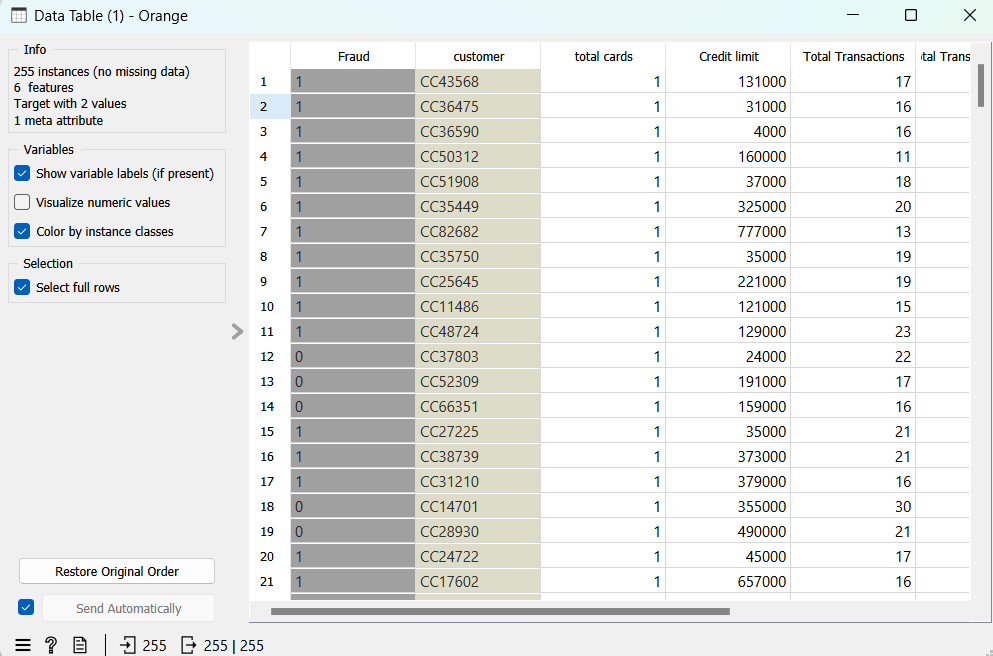 Data Table (1) - Orange
Info
255 instances (no missing data)
6 features
Target with 2 values
1 meta attribute
Variables
Show variable labels (if present)
Visualize numeric values
Color by instance classes
Selection
Select full rows
Restore Original Order
Send Automatically
Fraud customer total cards Credit limit Total Transactions tal Trans
1 1 CC43568 1 131000 17
2 1 CC36475 1 31000 16
3 1 CC36590 1 4000 16
4 1 CC50312 1 160000 11
5 1 CC51908 1 37000 18
6 1 CC35449 1 325000 20
7 1 CC82682 1 777000 13
8 1 CC35750 1 35000 19
9 1 CC25645 1 221000 19
10 1 CC11486 1 121000 15
11 1 CC48724 1 129000 23
12 0 CC37803 1 24000 22
13 0 CC52309 1 191000 17
14 0 CC66351 1 159000 16
15 1 CC27225 1 35000 21
16 1 CC38739 1 373000 21
17 1 CC31210 1 379000 16
18 0 CC14701 1 355000 30
19 0 CC28930 1 490000 21
20 1 CC24722 1 45000 17
21 1 CC17602 1 657000 16
? 255 255 | 255